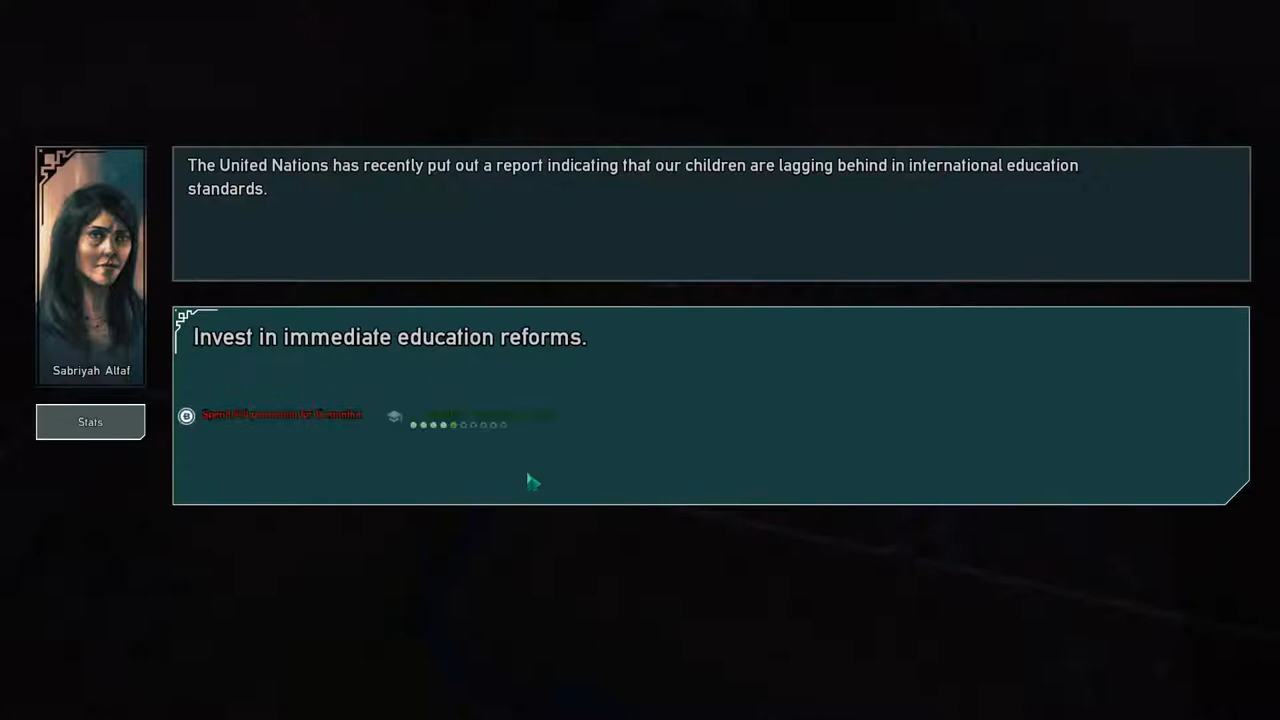 The United Nations has recently put out a report indicating that our children are lagging behind in international education
standards.
Invest in immediate education reforms.
Sabriyah Altaf
B
Stats